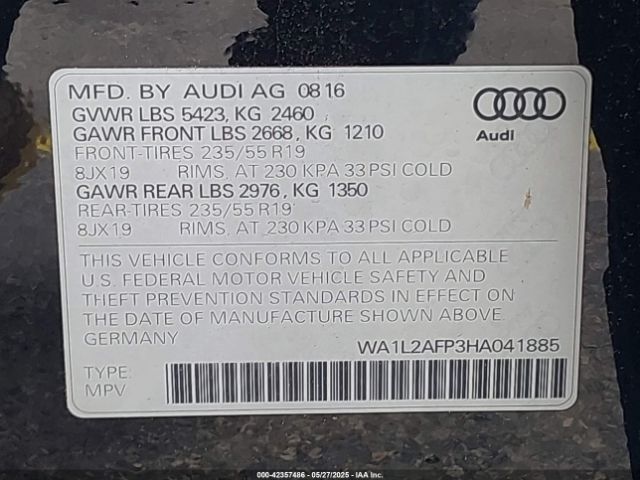 MFD. BY AUDI AG 08 16
GVWR LBS 5423, KG 2460
GAWR FRONT LBS 2668, KG 1210
FRONT-TIRES 235/55 R19
8JX19 RIMS, AT 230 KPA 33 PSI COLD
GAWR REAR LBS 2976, KG 1350
REAR-TIRES 235/55 R19
8JX19 RIMS, AT 230 KPA 33 PSI COLD
Audi
THIS VEHICLE CONFORMS TO ALL APPLICABLE
U.S. FEDERAL MOTOR VEHICLE SAFETY AND
THEFT PREVENTION STANDARDS IN EFFECT ON
THE DATE OF MANUFACTURE SHOWN ABOVE.
GERMANY
WA1L2AFP3HA041885
TYPE:
MPV
000-42357486 - 05/27/2025 - IAA Inc.